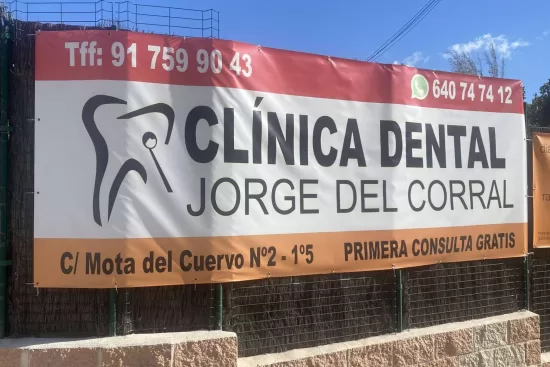 Tff: 91 759 90 43
640 74 74 12
CLÍNICA DENTAL
JORGE DEL CORRAL
C/ Mota del Cuervo Nº2 - 1º5
PRIMERA CONSULTA GRATIS